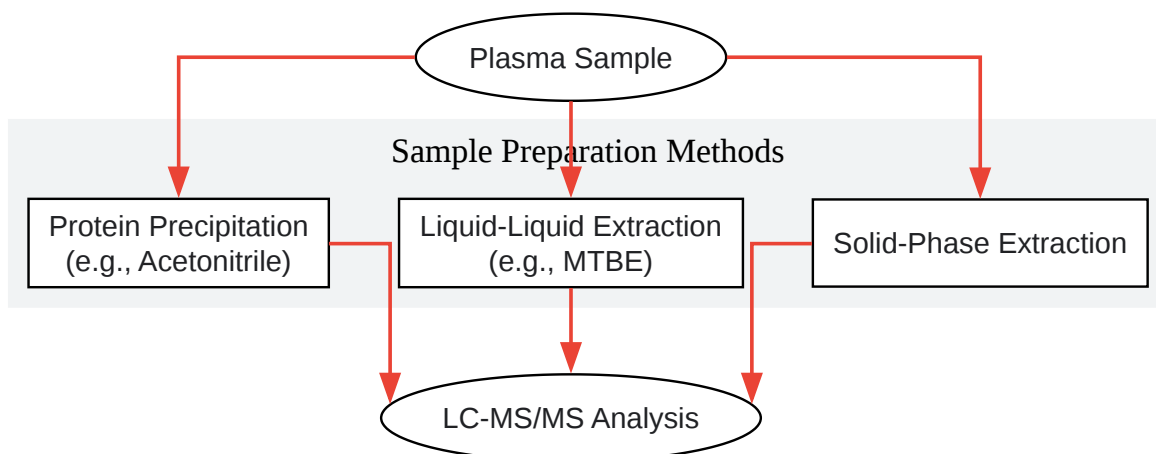 Plasma Sample
Sample Preparation Methods
Protein Precipitation
(e.g., Acetonitrile)
Liquid-Liquid Extraction
(e.g., MTBE)
Solid-Phase Extraction
LC-MS/MS Analysis